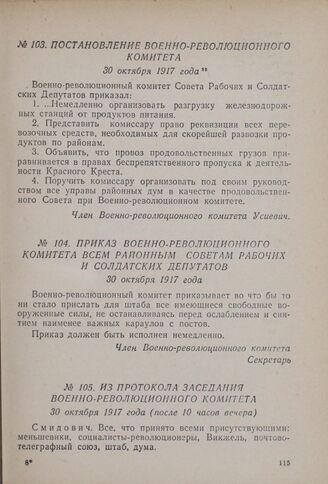 № 103. ПОСТАНОВЛЕНИЕ ВОЕННО-РЕВОЛЮЦИОННОГО
КОМИТЕТА
30 октября 1917 года
Военно-революционный комитет Совета Рабочих и Солдат-
ских Депутатов приказал:
1. ...Немедленно организовать разгрузку железнодорож-
ных станций от продуктов питания.
2. Представить комиссару право реквизиции всех пере-
возочных средств, необходимых для скорейшей развозки про-
дуктов по районам.
3. Объявить, что провоз продовольственных грузов при-
равнивается в правах беспрепятственного пропуска к деятель-
ности Красного Креста.
4. Поручить комиссару организовать под своим руковод-
ством все управы районных дум в качестве продовольствен-
ного Совета при Военно-революционном комитете.
Член Военно-революционного комитета Усиевич.
№ 104. ПРИКАЗ ВОЕННО-РЕВОЛЮЦИОННОГО
КОМИТЕТА ВСЕМ РАЙОННЫМ СОВЕТАМ РАБОЧИХ
И СОЛДАТСКИХ ДЕПУТАТОВ
30 октября 1917 года
Военно-революционный комитет приказывает во что бы то
ни стало прислать для штаба все имеющиеся свободные во-
оруженные силы, не останавливаясь перед ослаблением и сня-
тием наименее важных караулов с постов.
Приказ должен быть исполнен немедленно.
Член Военно-революционного комитета
Секретарь
№ 105. ИЗ ПРОТОКОЛА ЗАСЕДАНИЯ
ВОЕННО-РЕВОЛЮЦИОННОГО КОМИТЕТА
30 октября 1917 года (после 10 часов вечера)
Смидович. Все, что принято всеми присутствующими:
меньшевики, социалисты-революционеры, Викжель, почтово-
телеграфный союз, штаб, дума.
8*
115